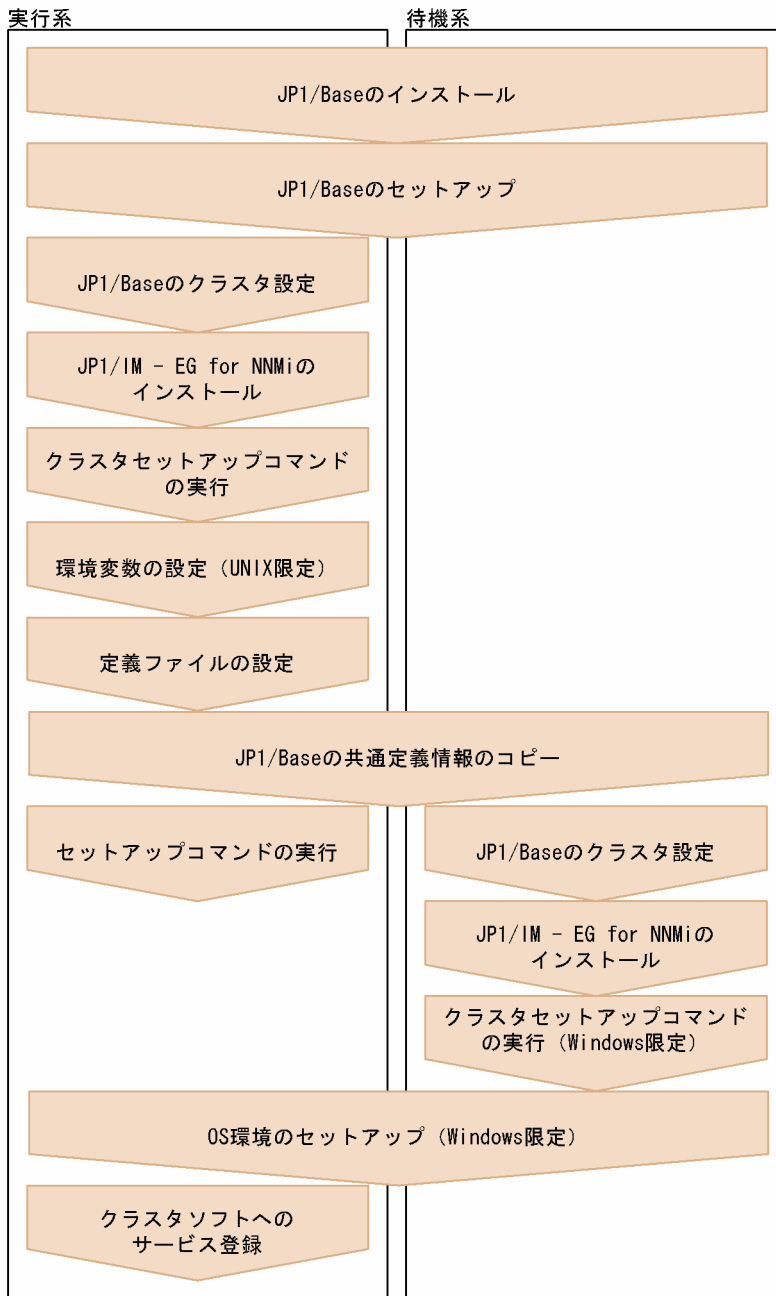 実行系
待機系
JP1/Baseのインストール
JP1/Baseのセットアップ
JP1/Baseのクラスタ設定
JP1/IM - EG for NNMiの
インストール
クラスタセットアップコマンド
の実行
環境変数の設定（UNIX限定）
定義ファイルの設定
JP1/Baseの共通定義情報のコピー
セットアップコマンドの実行
JP1/Baseのクラスタ設定
JP1/IM - EG for NNMiの
インストール
クラスタセットアップコマンド
の実行（Windows限定）
OS環境のセットアップ（Windows限定）
クラスタソフトへの
サービス登録